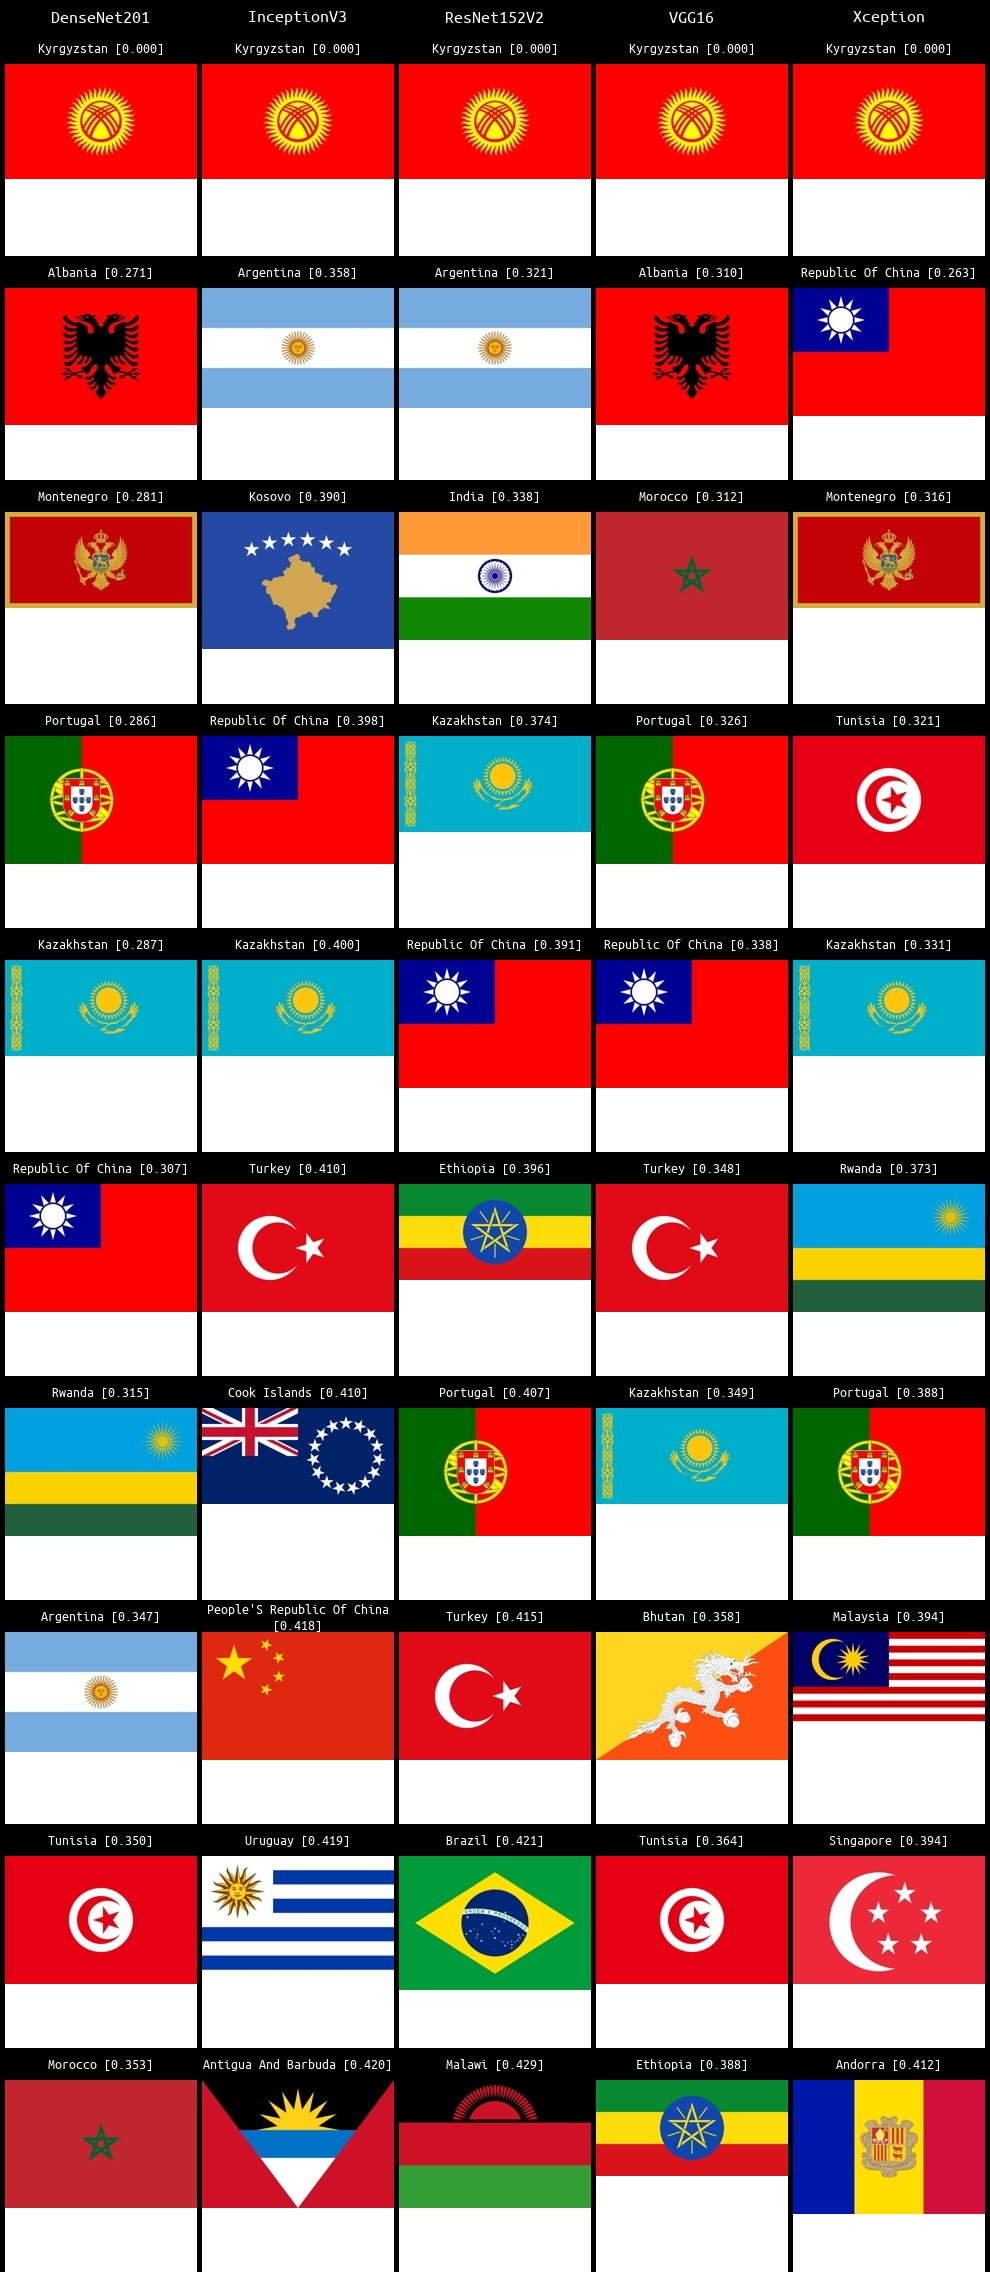 DenseNet201 InceptionV3 ResNet152V2 VGG16 Xception
Kyrgyzstan [0.000] Kyrgyzstan [0.000] Kyrgyzstan [0.000] Kyrgyzstan [0.000] Kyrgyzstan [0.000]
Albania [0.271] Argentina [0.358] Argentina [0.321] Albania [0.310] Republic Of China [0.263]
Montenegro [0.281] Kosovo [0.390] India [0.338] Morocco [0.312] Montenegro [0.316]
Portugal [0.286] Republic Of China [0.398] Kazakhstan [0.374] Portugal [0.326] Tunisia [0.321]
Kazakhstan [0.287] Kazakhstan [0.400] Republic Of China [0.391] Republic Of China [0.338] Kazakhstan [0.331]
Republic Of China [0.307] Turkey [0.410] Ethiopia [0.396] Turkey [0.348] Rwanda [0.373]
Rwanda [0.315] Cook Islands [0.410] Portugal [0.407] Kazakhstan [0.349] Portugal [0.388]
Argentina [0.347] People'S Republic Of China [0.418] Turkey [0.415] Bhutan [0.358] Malaysia [0.394]
Tunisia [0.350] Uruguay [0.419] Brazil [0.421] Tunisia [0.364] Singapore [0.394]
ORDEM E PROGRESSO
Morocco [0.353] Antigua And Barbuda [0.420] Malawi [0.429] Ethiopia [0.388] Andorra [0.412]